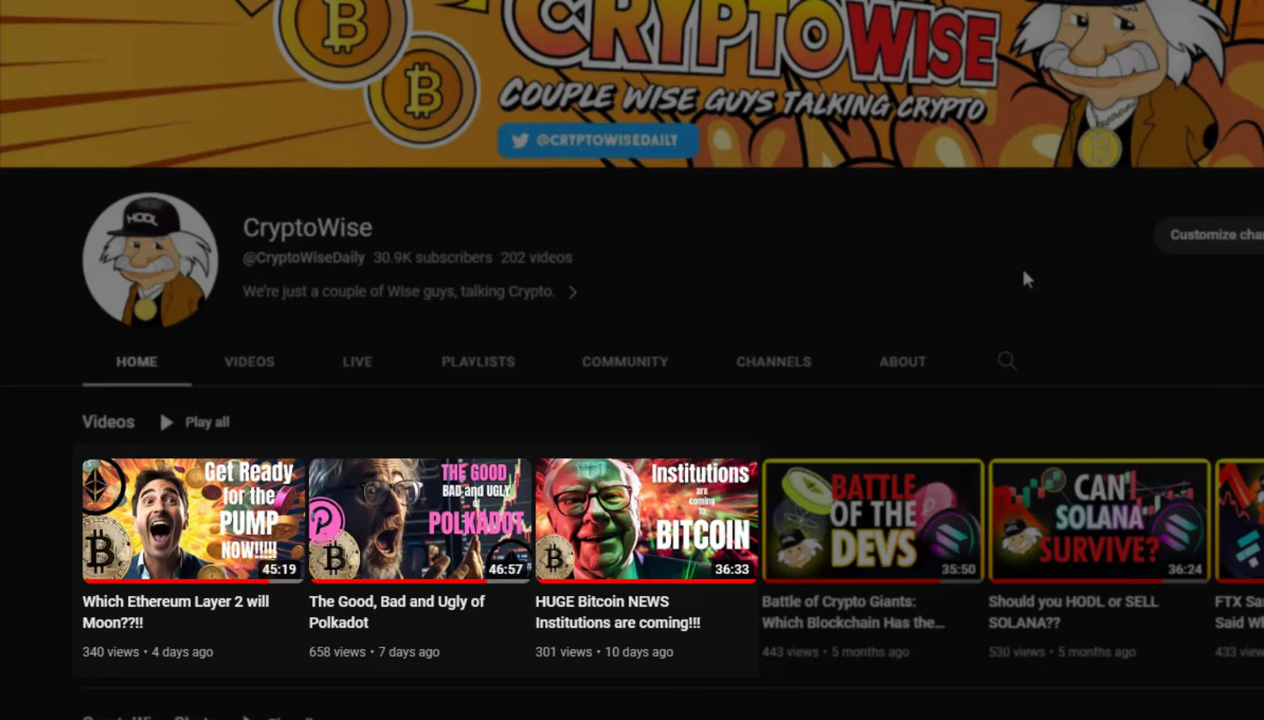 CRYPTOWISE
COUPLE WISE GUYS TALKING CRYPTO
@CRYPTOWISEDAILY
HODL
CryptoWise
@CryptoWiseDaily 30.9K subscribers 202 videos
We're just a couple of Wise guys, talking Crypto.
Customize chan
HOME VIDEOS LIVE PLAYLISTS COMMUNITY CHANNELS ABOUT
Videos Play all
Get Ready
for the
PUMP
NOW!!!!!
45:19
THE GOOD,
BAD and UGLY
POLKADOT
46:57
Institutions
are
coming
to
BITCOIN
36:33
BATTLE
OF THE
DEVS
35:50
CAN
SOLANA
SURVIVE?
36:24
Which Ethereum Layer 2 will
Moon??!!
340 views • 4 days ago
The Good, Bad and Ugly of
Polkadot
658 views • 7 days ago
HUGE Bitcoin NEWS
Institutions are coming!!!
301 views • 10 days ago
Battle of Crypto Giants:
Which Blockchain Has the...
443 views • 5 months ago
Should you HODL or SELL
SOLANA??
530 views • 5 months ago
FTX Sa
Said Wh
433 view